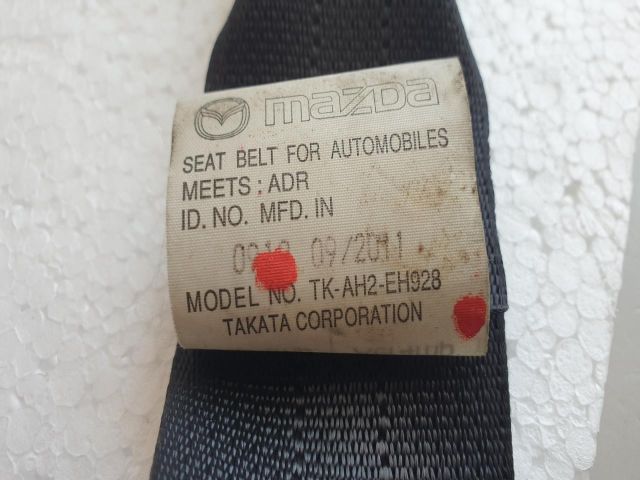 mazda
SEAT BELT FOR AUTOMOBILES
MEETS : ADR
ID. NO. MFD. IN
09/2011
MODEL NO. TK-AH2-EH928
TAKATA CORPORATION